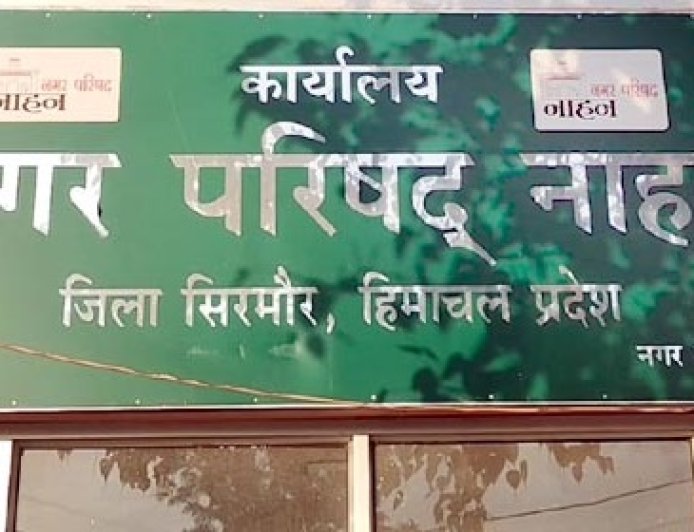 नगर परिषद
नाहन
कार्यालय
नगर परिषद
नाहन
गर परिषद् नाह
जिला सिरमौर, हिमाचल प्रदेश
नगर